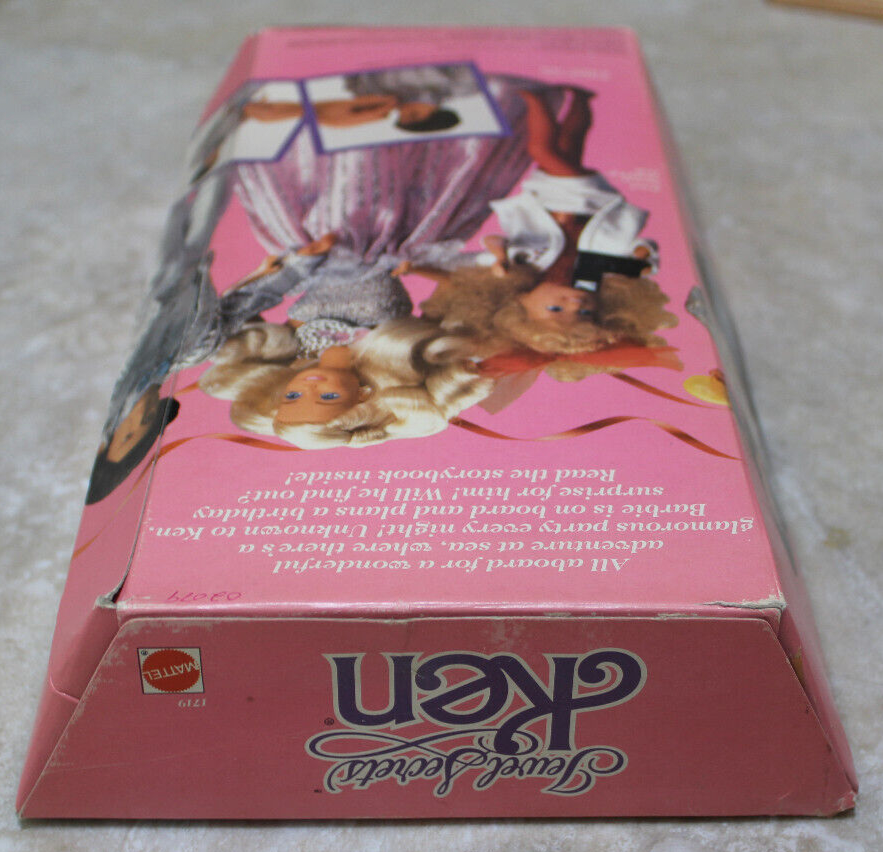 Jewel Secrets™
Ken®
1719
MATTEL®
All aboard for a wonderful
adventure at sea, where there's a
glamorous party every night! Unknown to Ken,
Barbie is on board and plans a birthday
surprise for him! Will he find out?
Read the storybook inside!